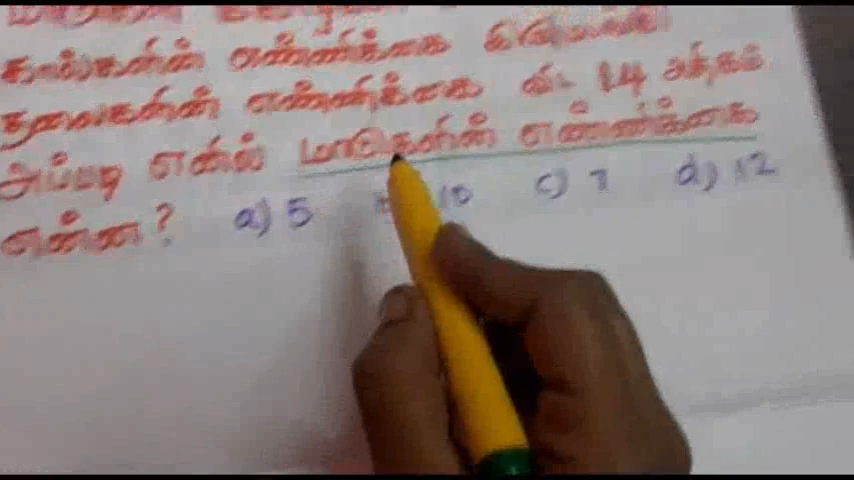 கால்களின் எண்ணிக்கை
தலைகளின் எண்ணிக்கை விட 14 அதிகம்
அப்படி எனில் மாடுகளின் எண்ணிக்கை
என்ன? a) 5 10 c) 7 d) 12